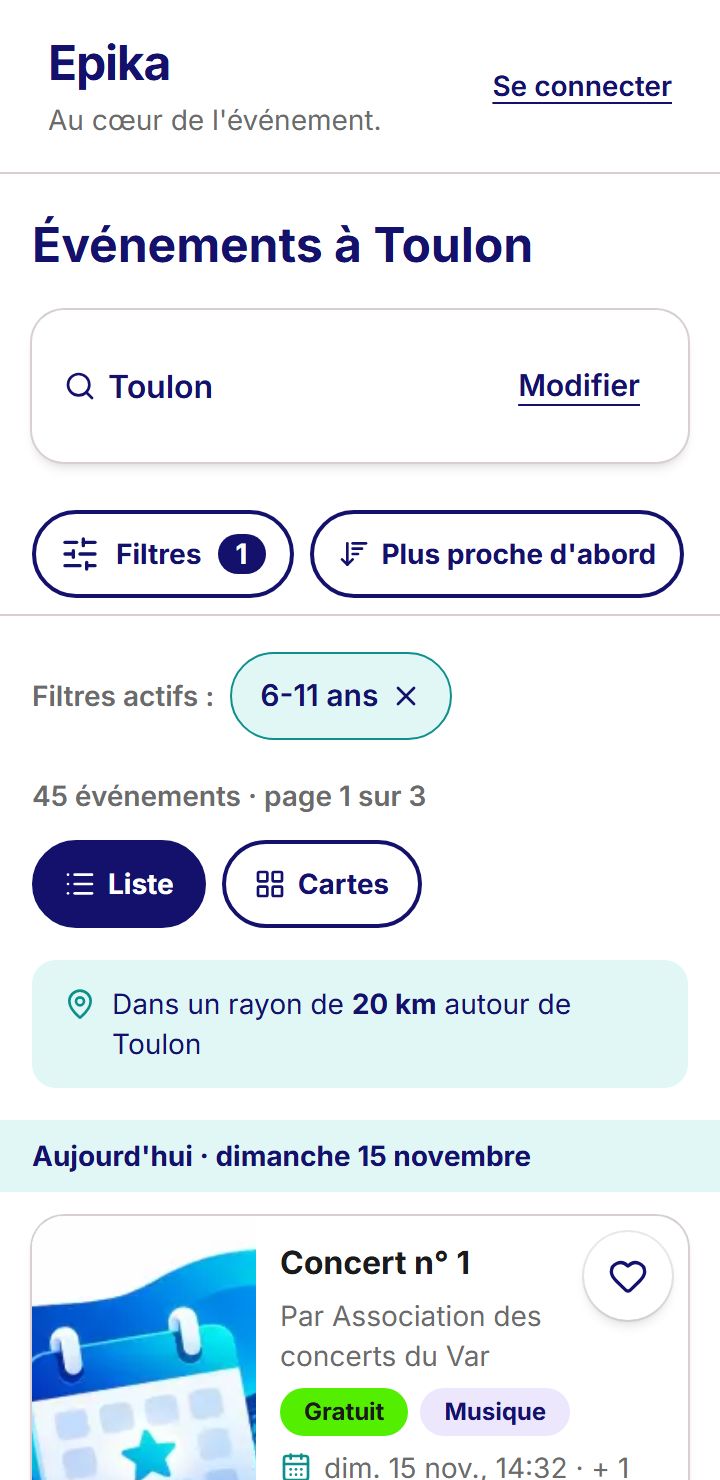 Epika
Au cœur de l'événement.
Se connecter
Événements à Toulon
Toulon
Modifier
Filtres 1
Plus proche d'abord
Filtres actifs :
6-11 ans
45 événements · page 1 sur 3
Liste
Cartes
Dans un rayon de 20 km autour de
Toulon
Aujourd'hui · dimanche 15 novembre
Concert n° 1
Par Association des
concerts du Var
Gratuit
Musique
dim. 15 nov., 14:32 · + 1